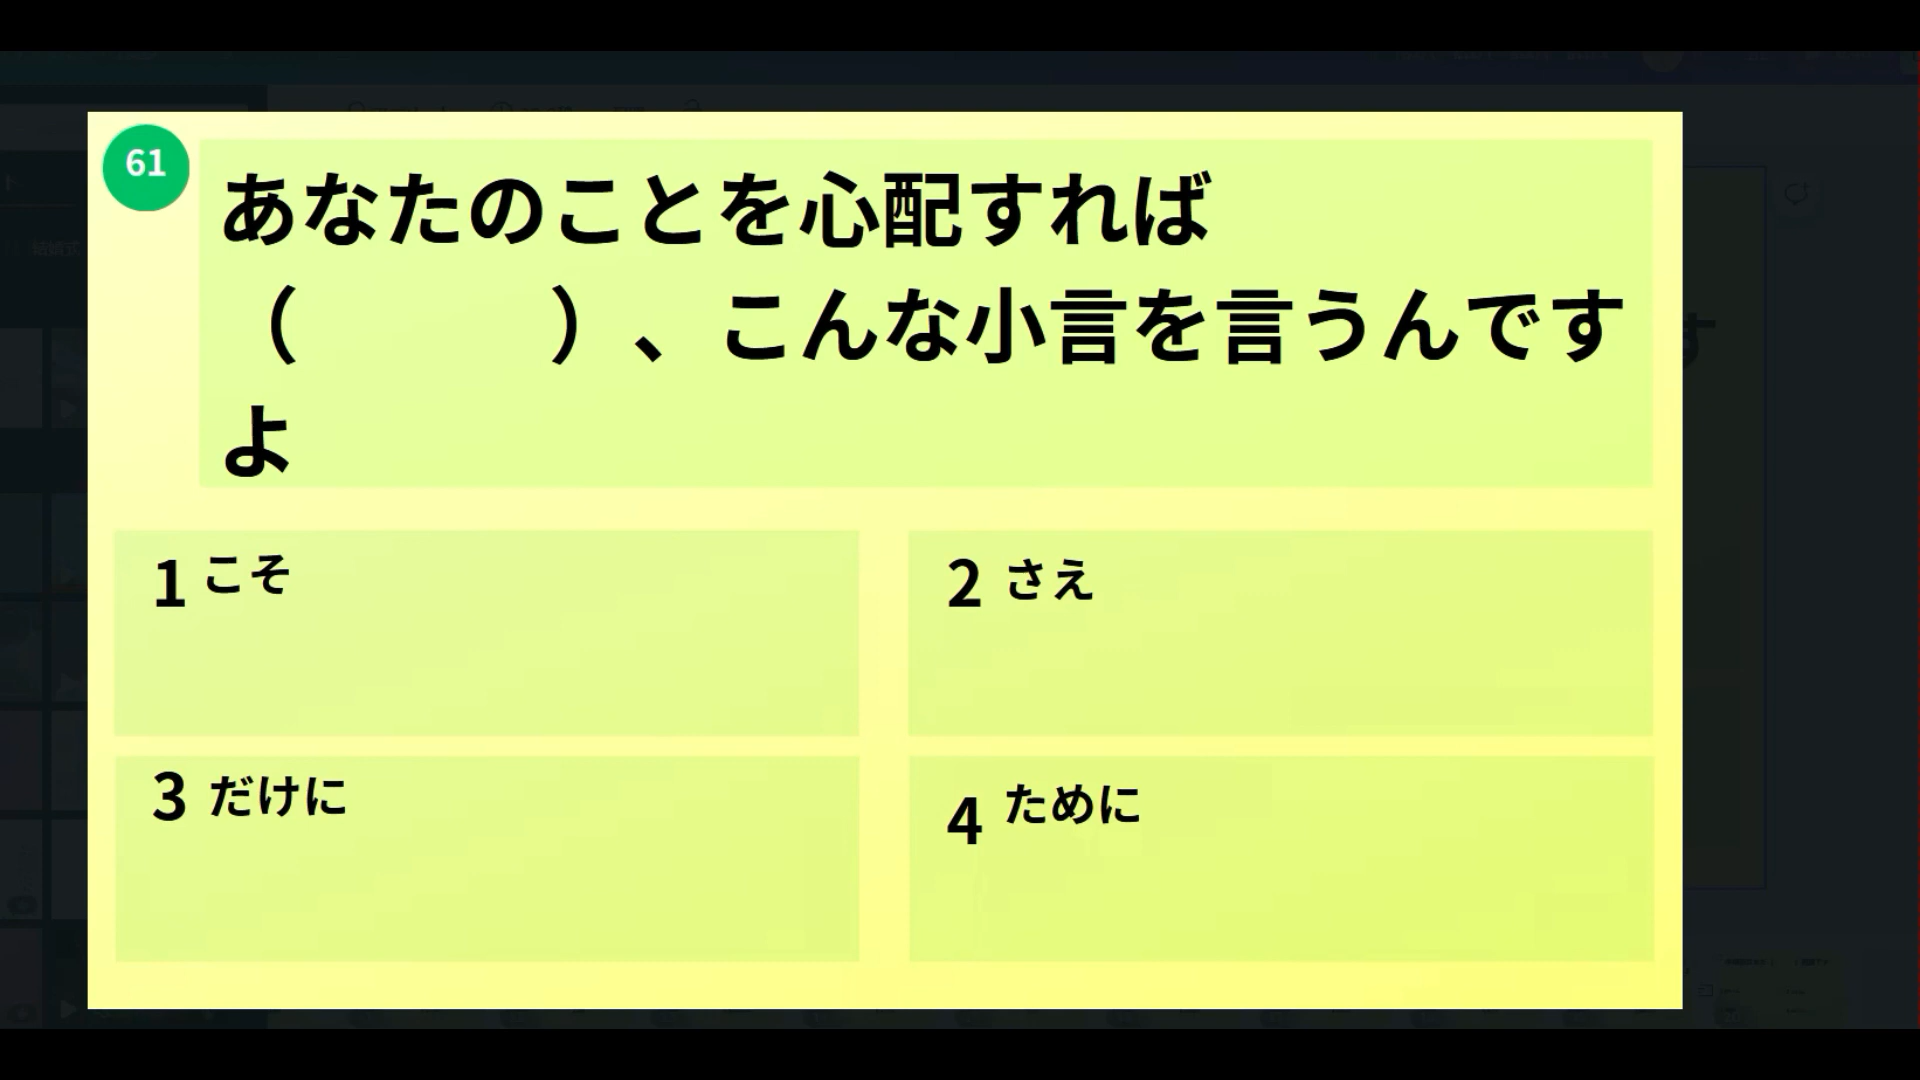 61
あなたのことを心配すれば
（　　　）、こんな小言を言うんです
よ
1 こそ
2 さえ
3 だけに
4 ために